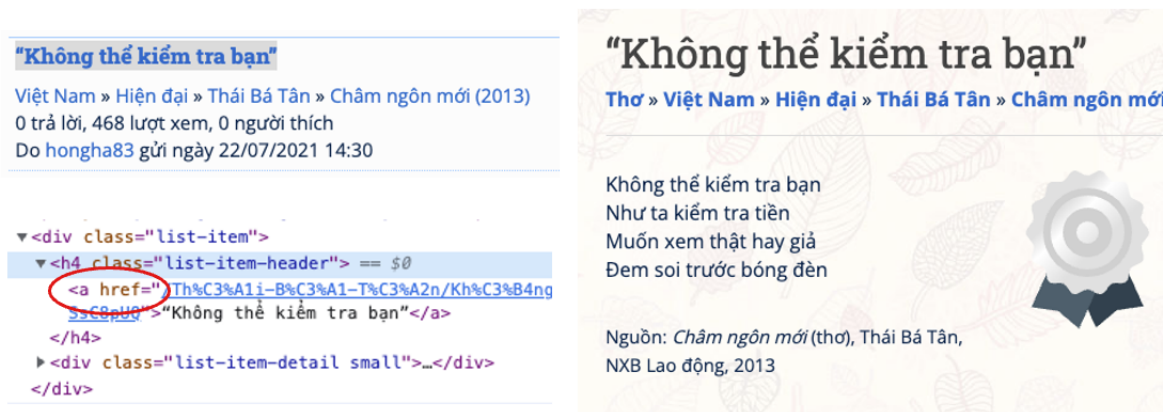 “Không thể kiểm tra bạn”
Việt Nam » Hiện đại » Thái Bá Tân » Châm ngôn mới (2013)
0 trả lời, 468 lượt xem, 0 người thích
Do hongha83 gửi ngày 22/07/2021 14:30
▼<div class="list-item">
▼<h4 class="list-item-header"> == $0
<a href="/Th%C3%A1i-B%C3%A1-T%C3%A2n/Kh%C3%B4ng
SsC8pUQ">“Không thể kiểm tra bạn”</a>
</h4>
▶<div class="list-item-detail small">…</div>
</div>
“Không thể kiểm tra bạn”
Thơ » Việt Nam » Hiện đại » Thái Bá Tân » Châm ngôn mới
Không thể kiểm tra bạn
Như ta kiểm tra tiền
Muốn xem thật hay giả
Đem soi trước bóng đèn
Nguồn: Châm ngôn mới (thơ), Thái Bá Tân,
NXB Lao động, 2013